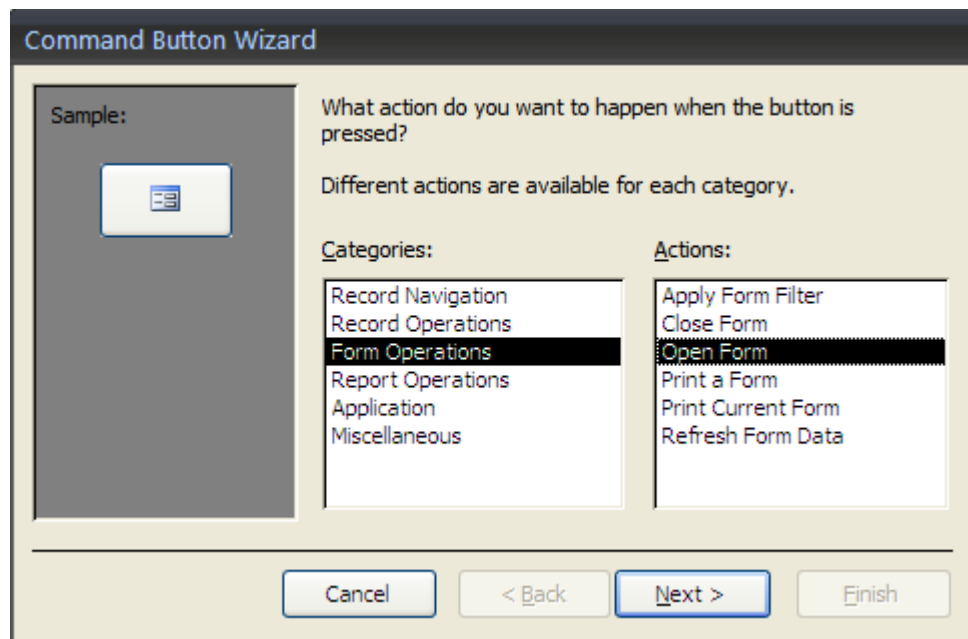 Command Button Wizard
Sample:
What action do you want to happen when the button is
pressed?
Different actions are available for each category.
Categories:
Record Navigation
Record Operations
Form Operations
Report Operations
Application
Miscellaneous
Actions:
Apply Form Filter
Close Form
Open Form
Print a Form
Print Current Form
Refresh Form Data
Cancel
< Back
Next >
Finish